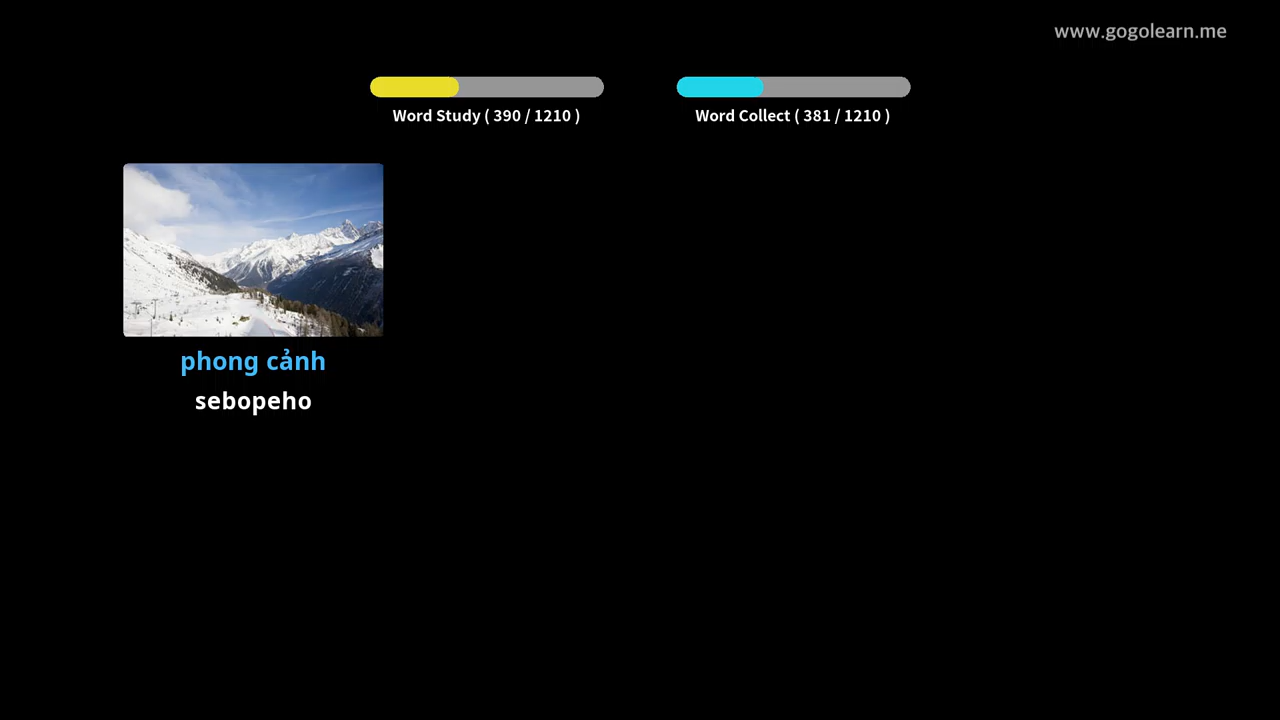 www.gogolearn.me
Word Study ( 390 / 1210 )
Word Collect ( 381 / 1210 )
phong cảnh
sebopeho